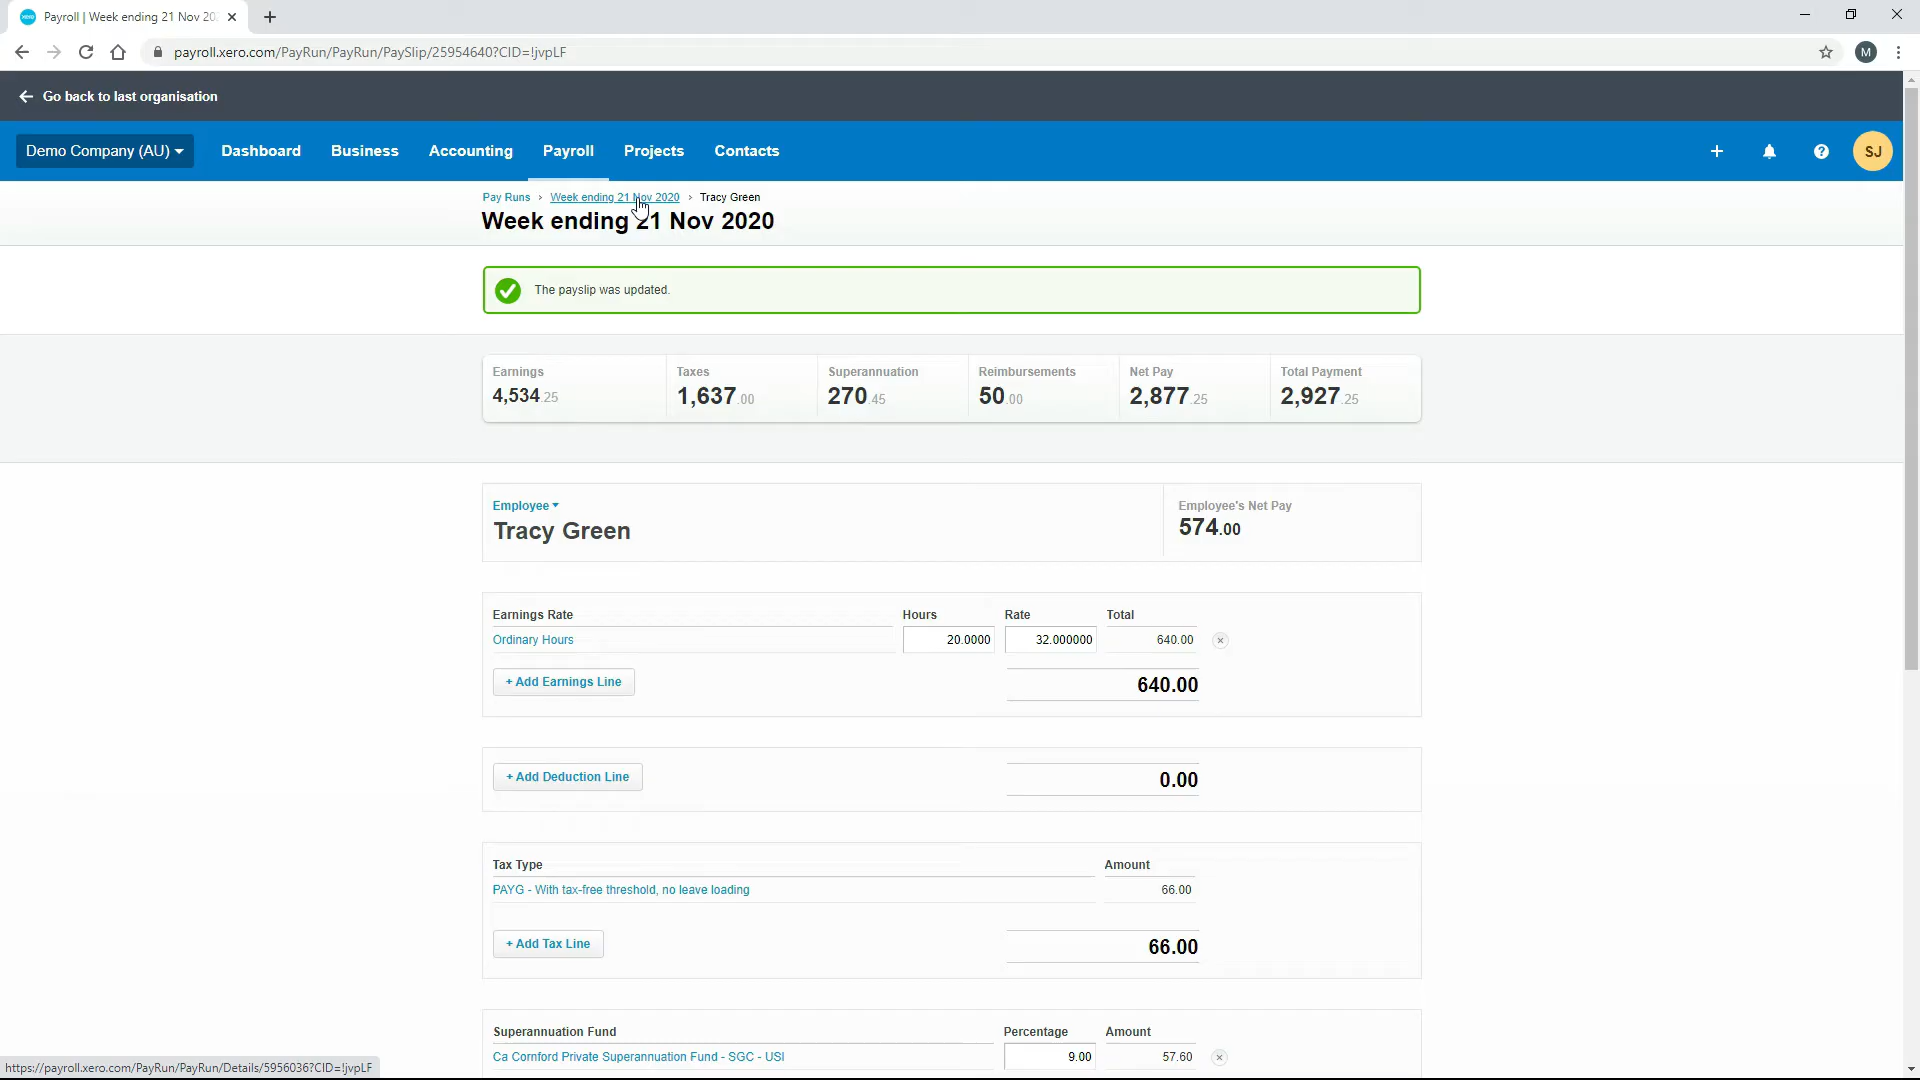 Payroll | Week ending 21 Nov 20
payroll.xero.com/PayRun/PayRun/PaySlip/25954640?CID=!jvpLF
M
Go back to last organisation
Demo Company (AU)
Dashboard
Business
Accounting
Payroll
Projects
Contacts
SJ
Pay Runs › Week ending 21 Nov 2020 › Tracy Green
Week ending 21 Nov 2020
The payslip was updated.
Earnings Taxes Superannuation Reimbursements Net Pay Total Payment
4,534.25 1,637.00 270.45 50.00 2,877.25 2,927.25
Employee
Employee's Net Pay
Tracy Green
574.00
Earnings Rate Hours Rate Total
Ordinary Hours 20.0000 32.000000 640.00
+ Add Earnings Line 640.00
+ Add Deduction Line 0.00
Tax Type Amount
PAYG - With tax-free threshold, no leave loading 66.00
+ Add Tax Line 66.00
Superannuation Fund Percentage Amount
Ca Cornford Private Superannuation Fund - SGC - USI 9.00 57.60
https://payroll.xero.com/PayRun/PayRun/Details/5956036?CID=!jvpLF